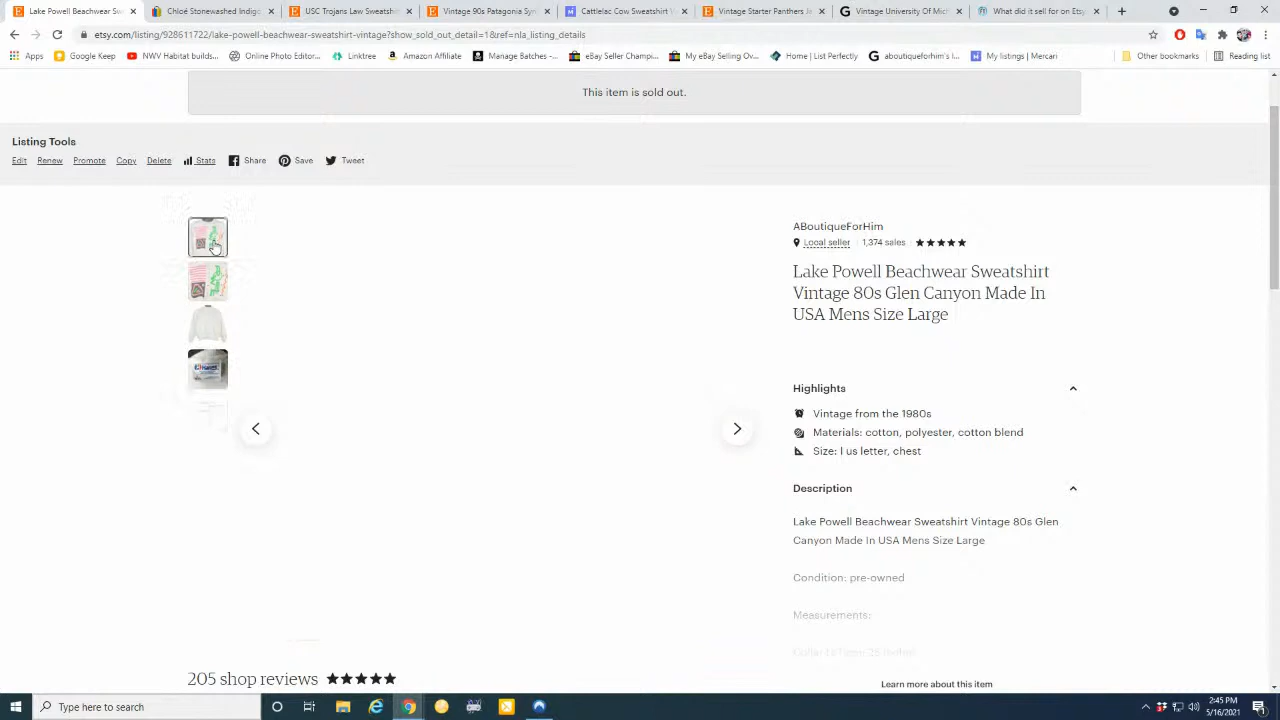 Lake Powell Beachwear Swe
Chloé Stonewashed Indigo
USC Trojans Law Sweatshirt
Vintage 90s Patagonia Syn
Cattlelac Cow Sweatshirt
Vintage Starter Panthers Ja
Vintage University Of Mich
What did it sell for on Etsy
etsy.com/listing/928611722/lake-powell-beachwear-sweatshirt-vintage?show_sold_out_detail=1&ref=nla_listing_details
Apps
Google Keep
NWV Habit buildin...
Online Photo Editor...
Linktree
Amazon Affiliate
Manage Batches -...
eBay Seller Champi...
My eBay Selling Ov...
Home | List Perfectly
aboutiqueforhim's l...
My listings | Mercari
Other bookmarks
Reading list
This item is sold out.
Listing Tools
Edit Renew Promote Copy Delete Stats Share Save Tweet
ABoutiqueForHim
Local seller | 1,374 sales
Lake Powell Beachwear Sweatshirt
Vintage 80s Glen Canyon Made In
USA Mens Size Large
Highlights
Vintage from the 1980s
Materials: cotton, polyester, cotton blend
Size: l us letter, chest
Description
Lake Powell Beachwear Sweatshirt Vintage 80s Glen
Canyon Made In USA Mens Size Large
Condition: pre-owned
Measurements:
Learn more about this item
205 shop reviews
Type here to search
2:45 PM
5/16/2021